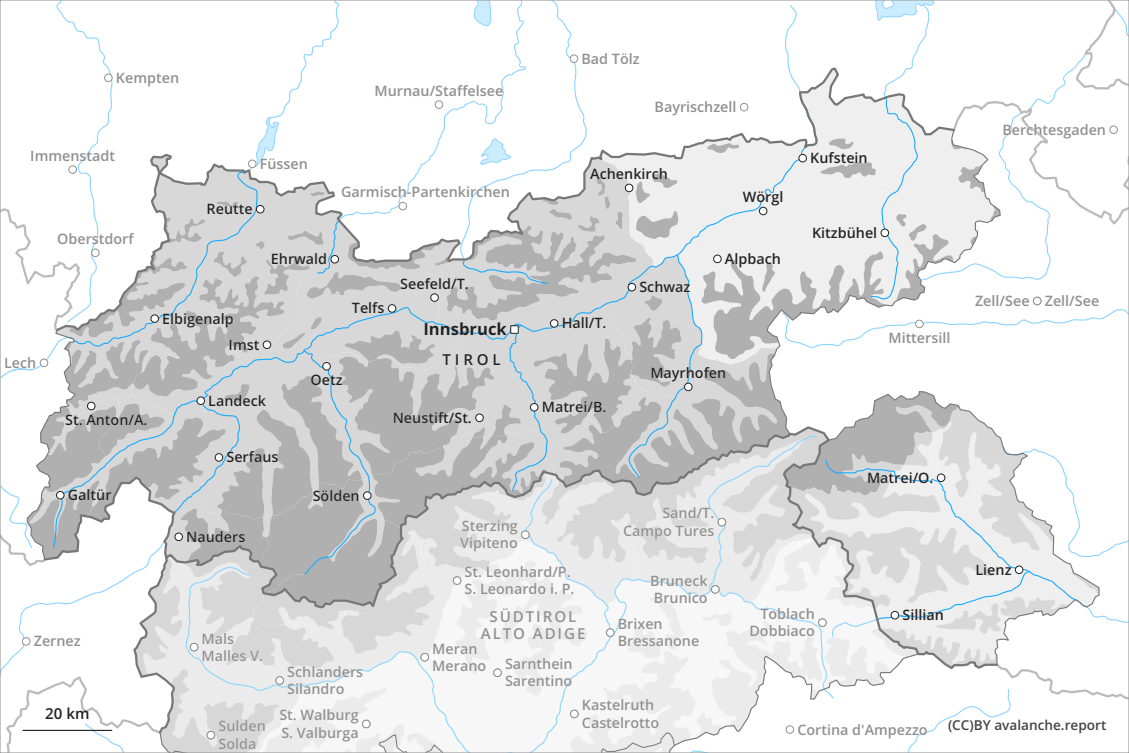 Kempten
Bad Tölz
Murnau/Staffelsee
Bayrischzell
Berchtesgaden
Immenstadt
Füssen
Kufstein
Achenkirch
Garmisch-Partenkirchen
Wörgl
Reutte
Kitzbühel
Oberstdorf
Ehrwald
Alpbach
Seefeld/T.
Schwaz
Zell/See
Zell/See
Telfs
Elbigenalp
Innsbruck
Hall/T.
Mittersill
Imst
TIROL
Lech
Oetz
Mayrhofen
Landeck
St. Anton/A.
Neustift/St.
Matrei/B.
Serfaus
Matrei/O.
Galtür
Sölden
Sand/T.
Campo Tures
Sterzing
Vipiteno
Nauders
St. Leonhard/P.
S. Leonardo i. P.
Lienz
Bruneck
Brunico
SÜDTIROL
ALTO ADIGE
Toblach
Dobbiaco
Sillian
Brixen
Bressanone
Zernez
Mals
Malles V.
Meran
Merano
Sarnthein
Sarentino
Schlanders
Silandro
Kastelruth
Castelrotto
St. Walburg
S. Valburga
20 km
Sulden
Solda
Cortina d'Ampezzo
(CC)BY avalanche.report